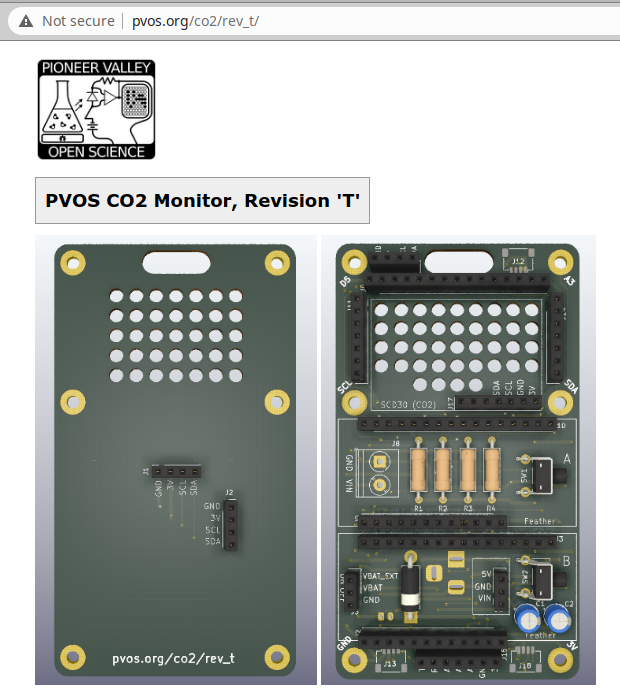 Not secure
pvos.org/co2/rev_t/
PIONEER VALLEY
OPEN SCIENCE
PVOS CO2 Monitor, Revision 'T'
J1
GND
3V
SCL
SDA
J2
GND
3V
SCL
SDA
pvos.org/co2/rev_t
J12
D5
A3
SCL
SDA
SDA
SCL
GND
3V
J17
SCD30 (CO2)
J8
GND
VIN
R1
R2
R3
R4
SW1
A
Feather
J3
VBAT_EXT
VBAT
GND
5V
GND
VIN
SW2
B
C1
C2
Feather
GND
3V
J13
J16
J18